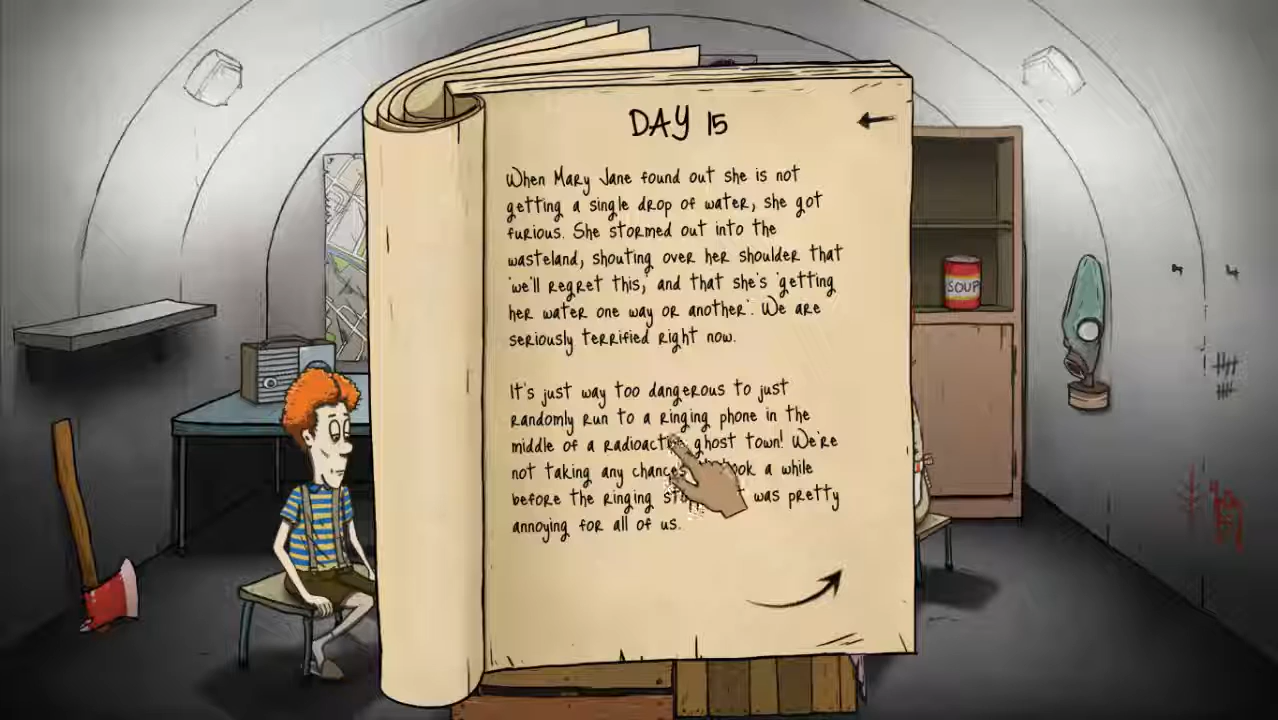 DAY 15
When Mary Jane found out she is not
getting a single drop of water, she got
furious. She stormed out into the
wasteland, shouting over her shoulder that
'we'll regret this,' and that she's 'getting
her water one way or another'. We are
seriously terrified right now.
It's just way too dangerous to just
randomly run to a ringing phone in the
middle of a radioactive ghost town! We're
not taking any chances. took a while
before the ringing was pretty
annoying for all of us.
SOUP